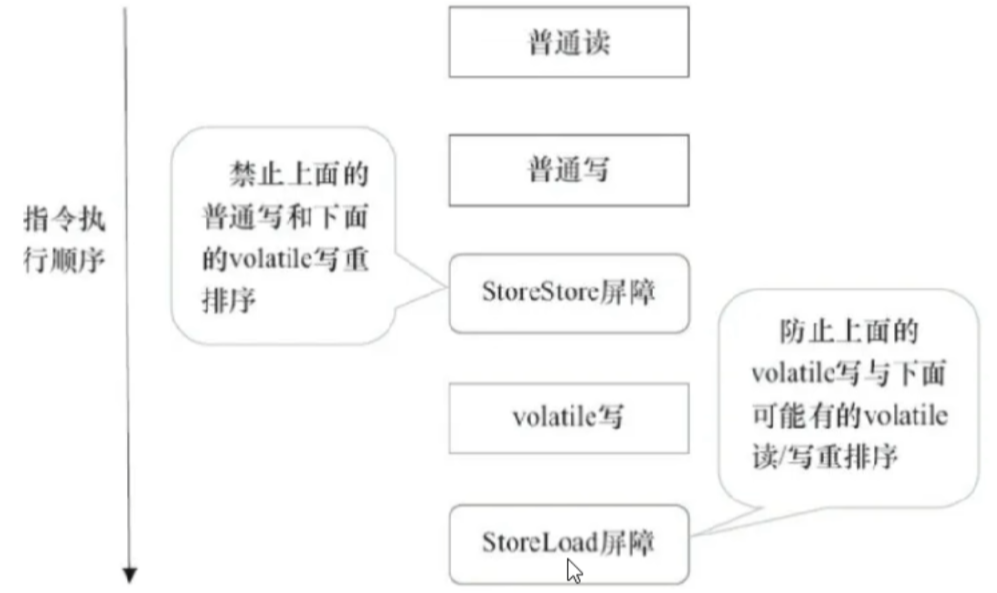 普通读
普通写
指令执
行顺序
禁止上面的
普通写和下面
的volatile写重
排序
StoreStore屏障
volatile写
防止上面的
volatile写与下面
可能有的volatile
读/写重排序
StoreLoad屏障